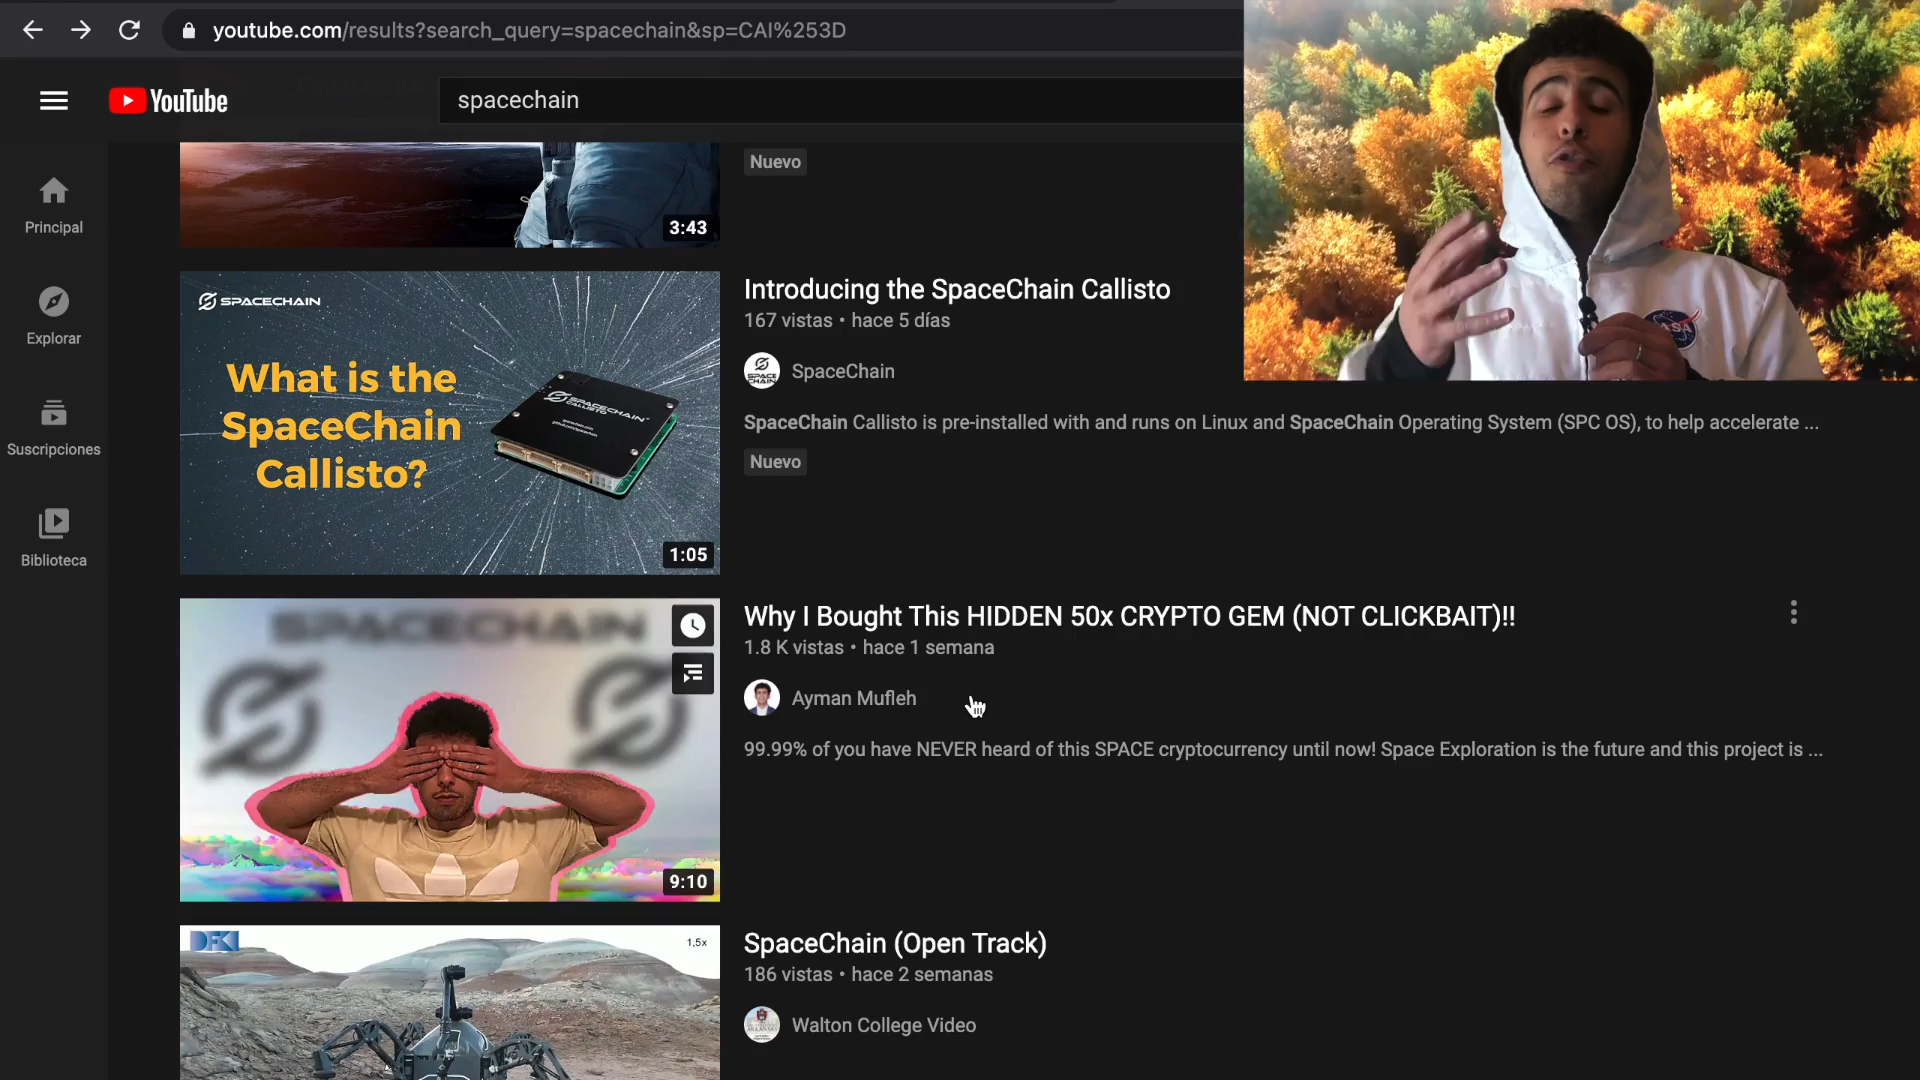 youtube.com/results?search_query=spacechain&sp=CAI%253D
YouTube
spacechain
Principal
Explorar
Suscripciones
Biblioteca
3:43
Nuevo
SPACECHAIN
What is the
SpaceChain
Callisto?
SPACECHAIN
CALLISTO
1:05
Introducing the SpaceChain Callisto
167 vistas • hace 5 días
SPACE
CHAIN
SpaceChain
SpaceChain Callisto is pre-installed with and runs on Linux and SpaceChain Operating System (SPC OS), to help accelerate ...
Nuevo
SPACECHAIN
9:10
Why I Bought This HIDDEN 50x CRYPTO GEM (NOT CLICKBAIT)!!
1.8 K vistas • hace 1 semana
Ayman Mufleh
99.99% of you have NEVER heard of this SPACE cryptocurrency until now! Space Exploration is the future and this project is ...
DFKI
1,5x
SpaceChain (Open Track)
186 vistas • hace 2 semanas
Walton College Video